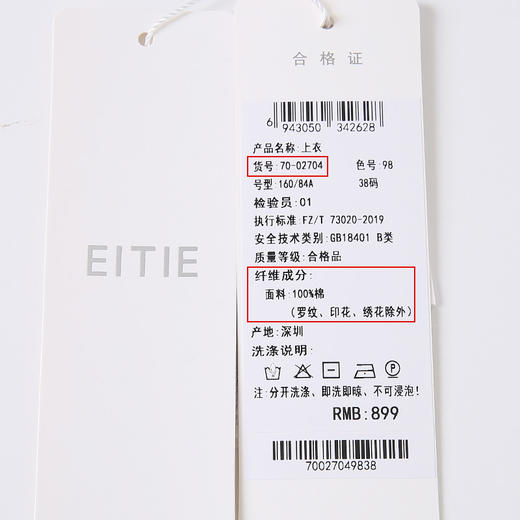 EITIE
合格证
6 943050 342628
产品名称:上衣
货号:70-02704 色号:98
号型:160/84A 38码
检验员:01
执行标准:FZ/T 73020-2019
安全技术类别:GB18401 B类
质量等级:合格品
纤维成分:
面料:100%棉
(罗纹、印花、绣花除外)
产地:深圳
洗涤说明:
注:分开洗涤、即洗即晾、不可浸泡!
RMB:899
70027049838